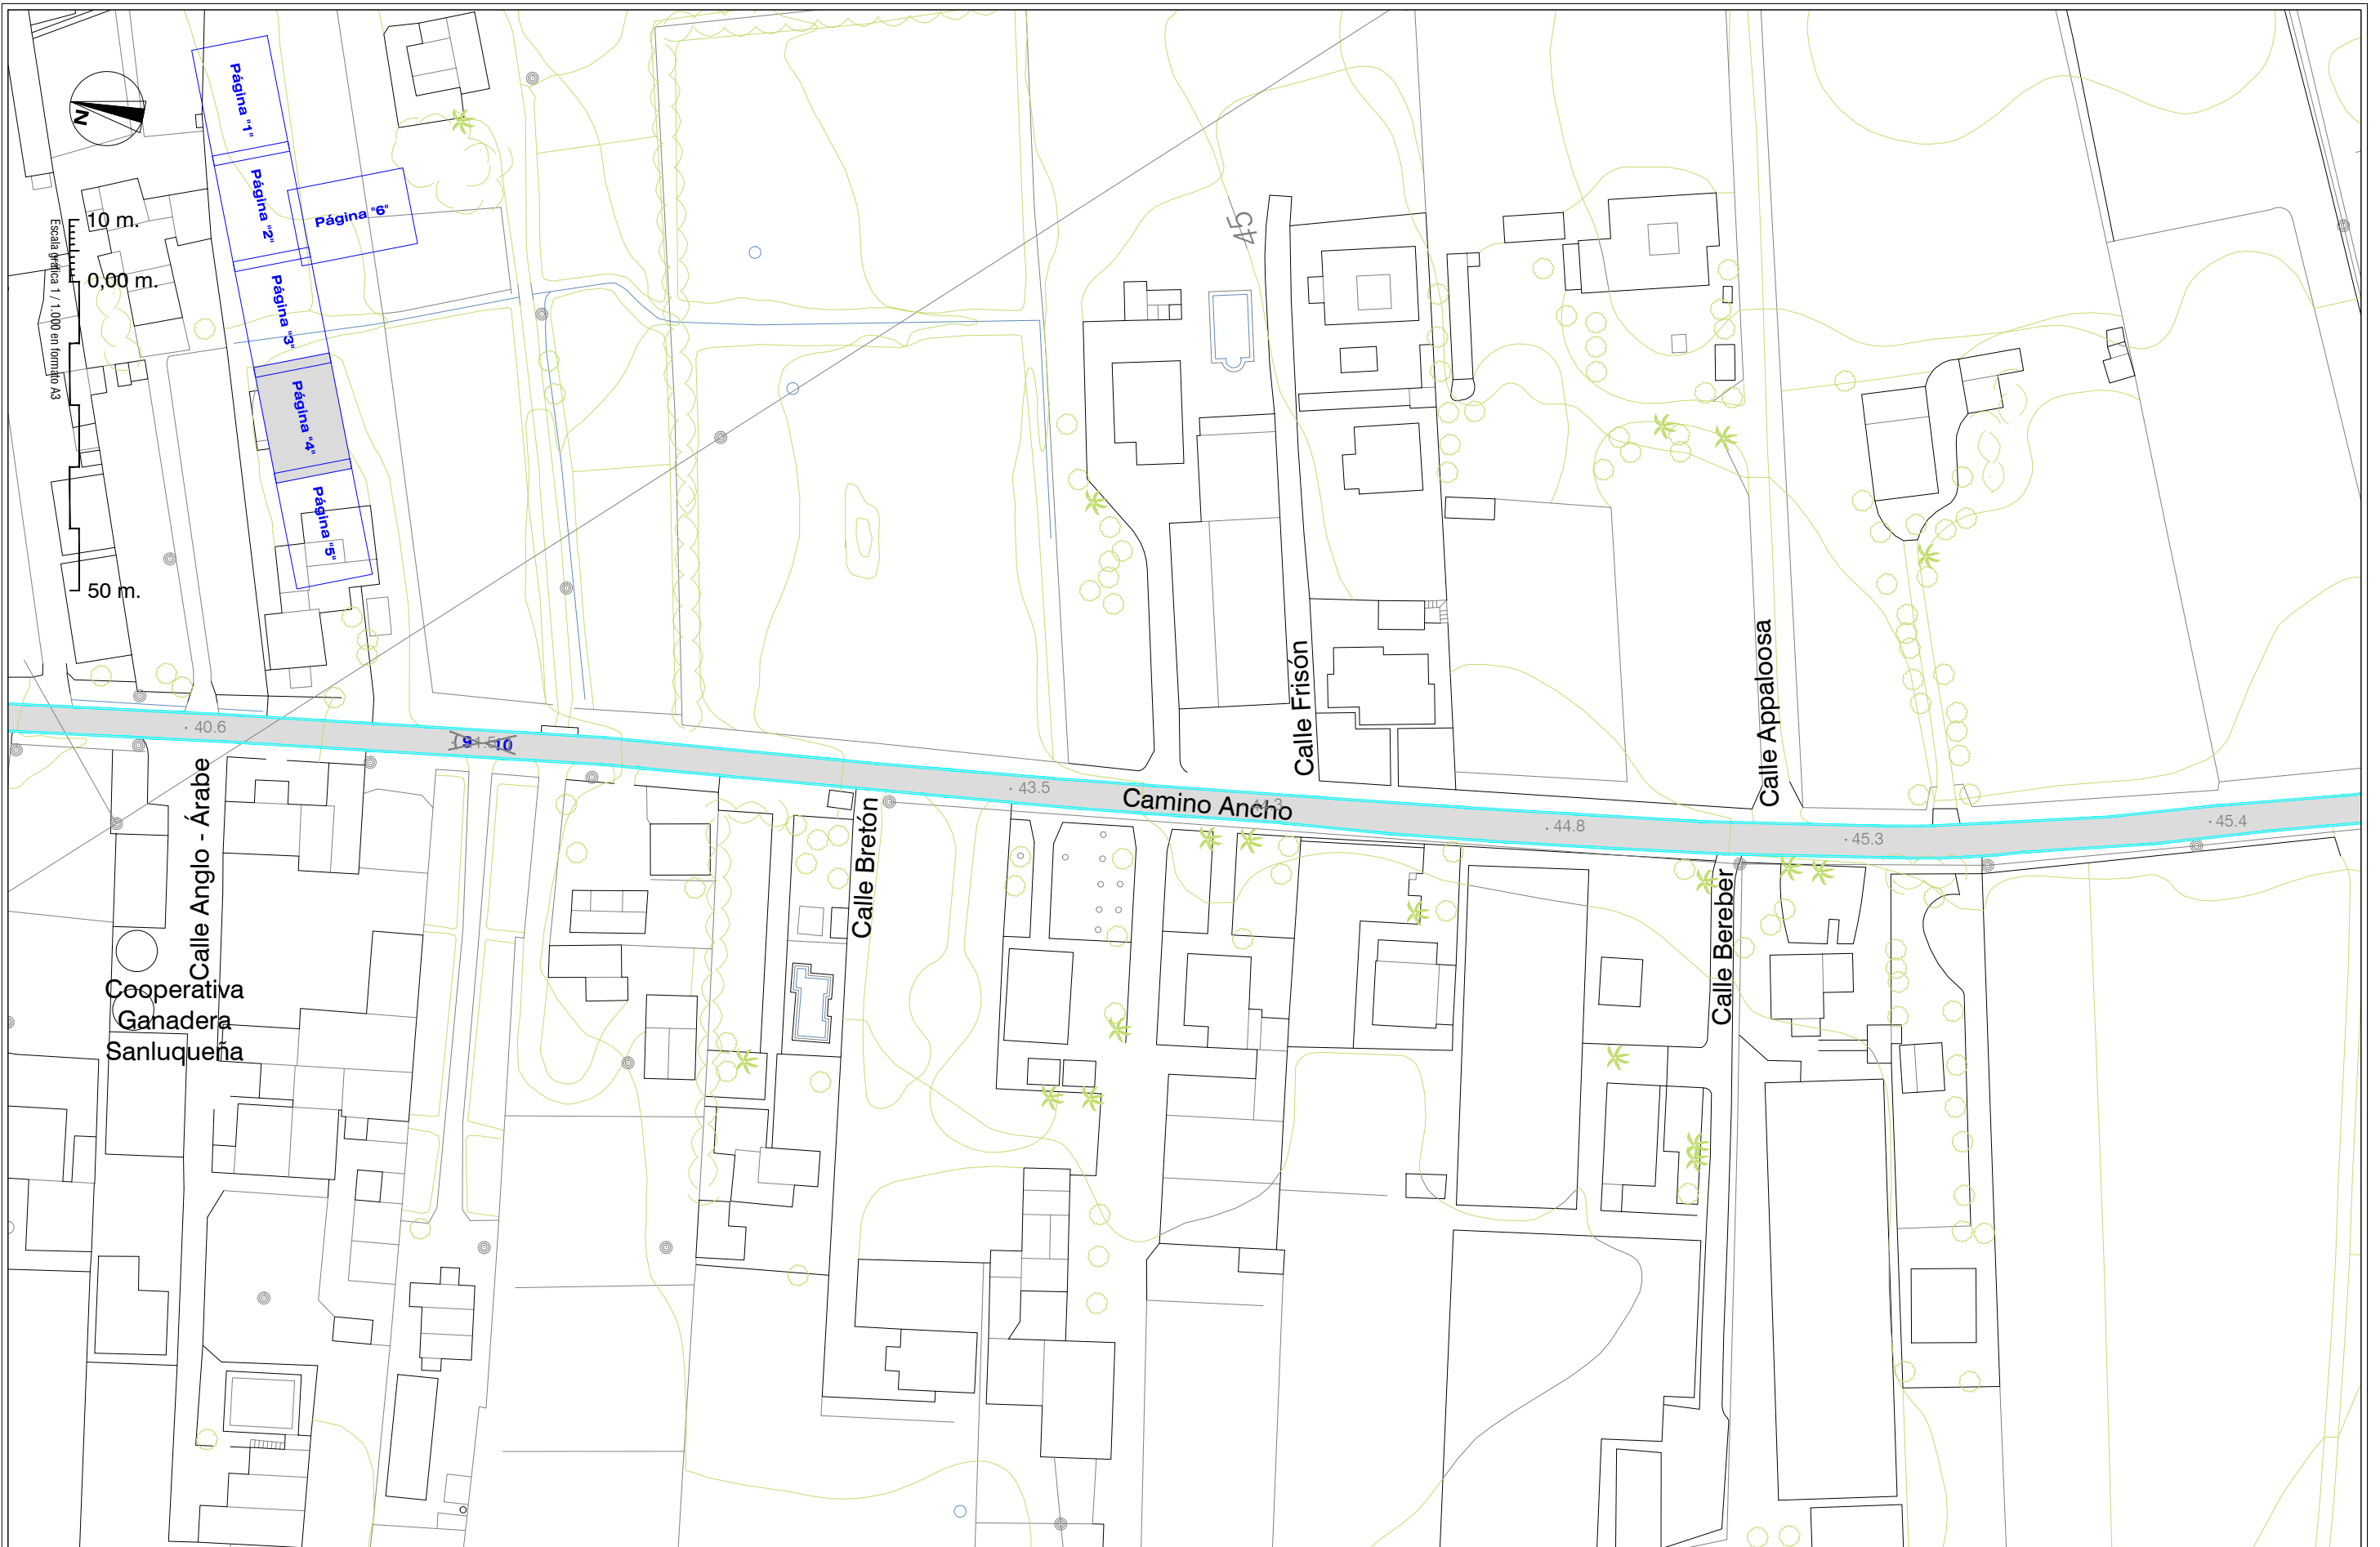 Página "1"
N
Página "2"
Página "6"
10 m.
0,00 m.
Escala gráfica 1 / 1.000 en formato A3
Página "3"
Página "4"
Página "5"
50 m.
45
Calle Frisón
Calle Appaloosa
40.6
9 10
43.5
Camino Ancho
44.3
44.8
45.3
45.4
Calle Anglo - Árabe
Calle Bretón
Calle Bereber
Cooperativa
Ganadera
Sanluqueña